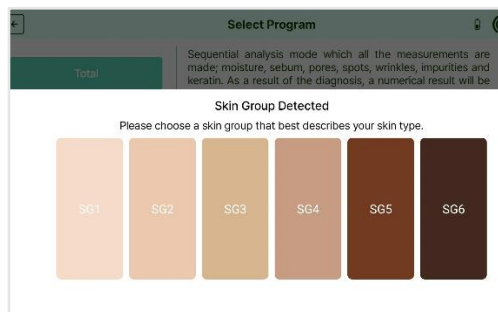 Select Program
Total
Sequential analysis mode which all the measurements are
made; moisture, sebum, pores, spots, wrinkles, impurities and
keratin. As a result of the diagnosis, a numerical result will be
Skin Group Detected
Please choose a skin group that best describes your skin type.
SG1 SG2 SG3 SG4 SG5 SG6